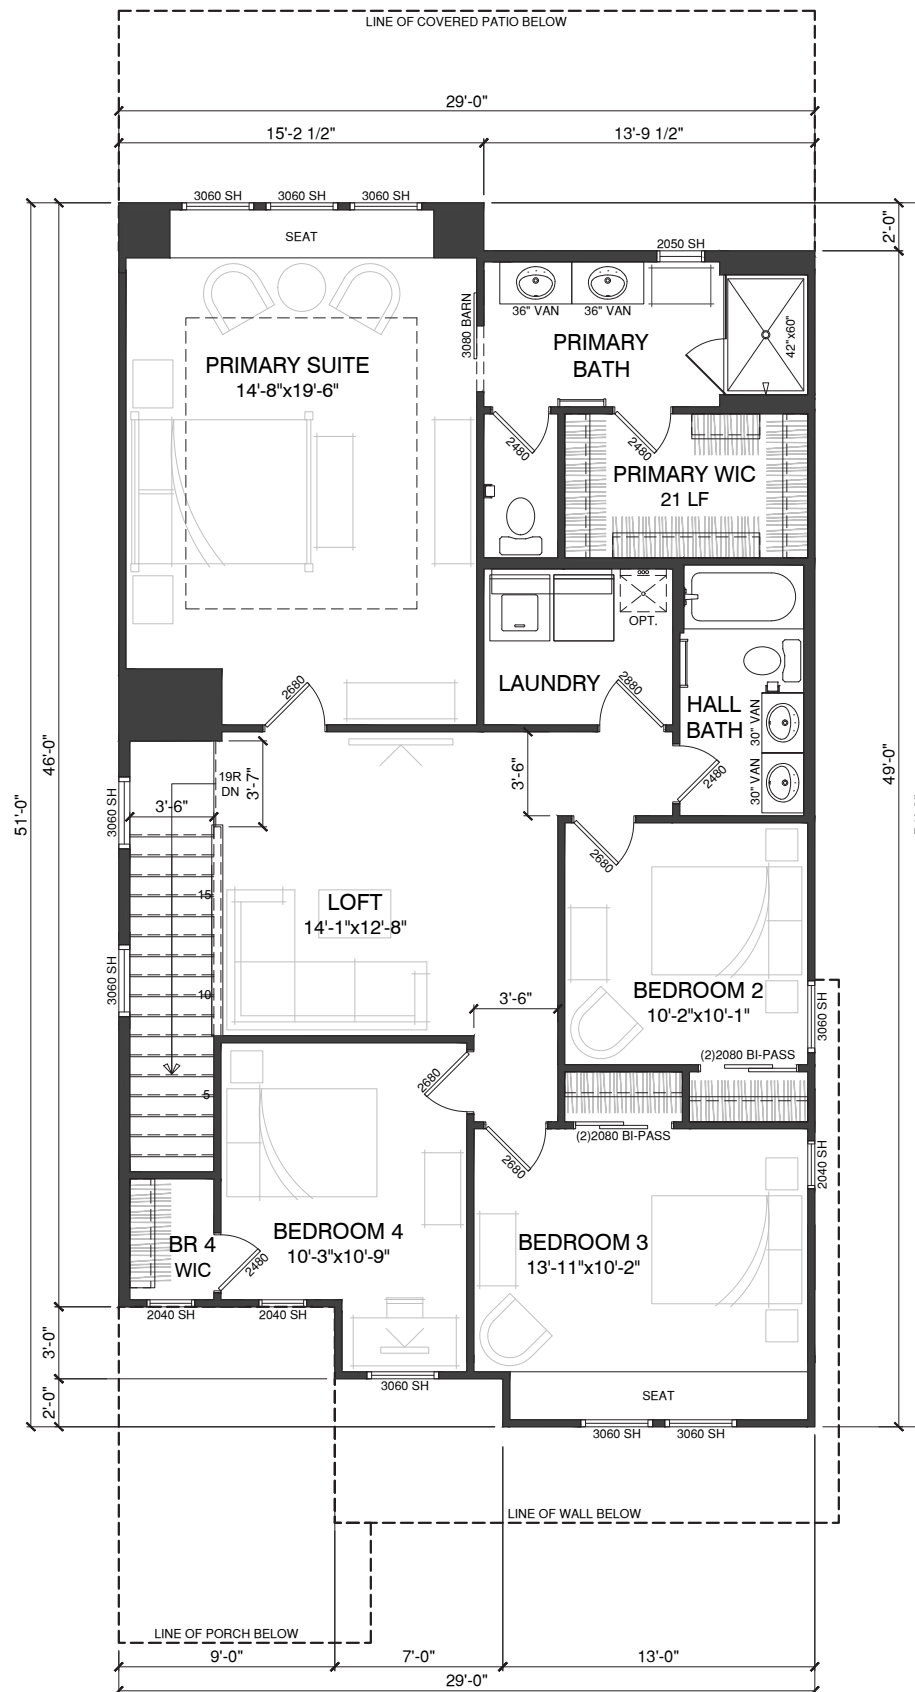 LINE OF COVERED PATIO BELOW
29'-0"
15'-2 1/2"
13'-9 1/2"
3060 SH
3060 SH
3060 SH
SEAT
2050 SH
2'-0"
36" VAN
36" VAN
3080 BARN
PRIMARY
BATH
42"x60"
PRIMARY SUITE
14'-8"x19'-6"
2480
2480
PRIMARY WIC
21 LF
OPT.
LAUNDRY
2680
2880
HALL
BATH
30" VAN
30" VAN
2480
46'-0"
51'-0"
49'-0"
3060 SH
19R
DN
3'-7"
3'-6"
3'-6"
2680
15
LOFT
14'-1"x12'-8"
3060 SH
10
3'-6"
BEDROOM 2
10'-2"x10'-1"
3060 SH
(2)2080 BI-PASS
2680
5
(2)2080 BI-PASS
2680
2040 SH
BR 4
WIC
2480
BEDROOM 4
10'-3"x10'-9"
BEDROOM 3
13'-11"x10'-2"
2040 SH
2040 SH
3'-0"
2'-0"
3060 SH
SEAT
3060 SH
3060 SH
LINE OF WALL BELOW
LINE OF PORCH BELOW
9'-0"
7'-0"
13'-0"
29'-0"